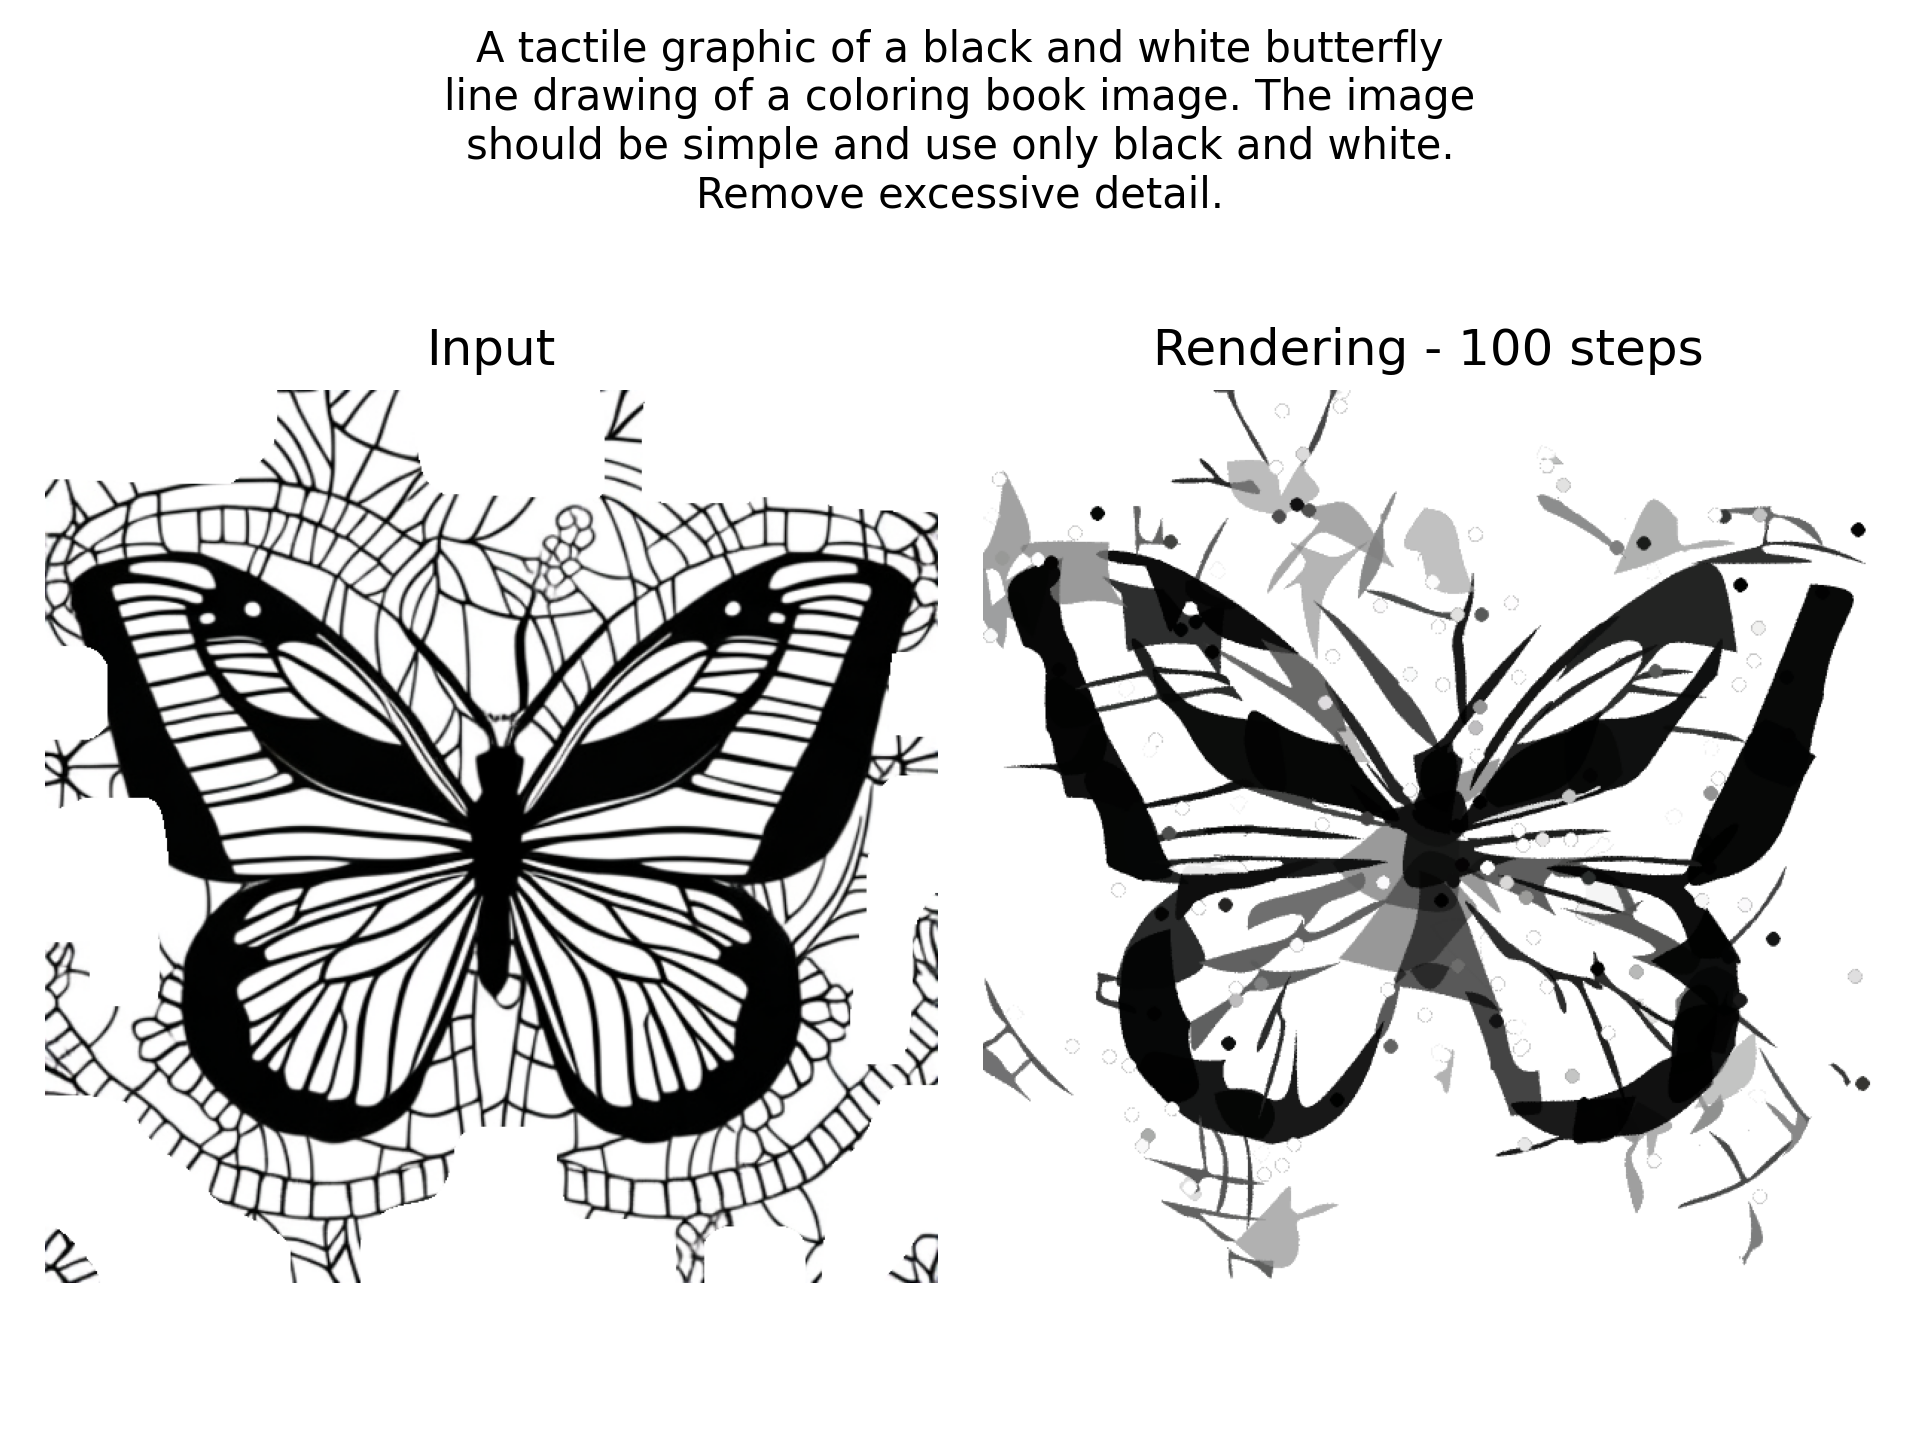 A tactile graphic of a black and white butterfly
line drawing of a coloring book image. The image
should be simple and use only black and white.
Remove excessive detail.
Input
Rendering - 100 steps